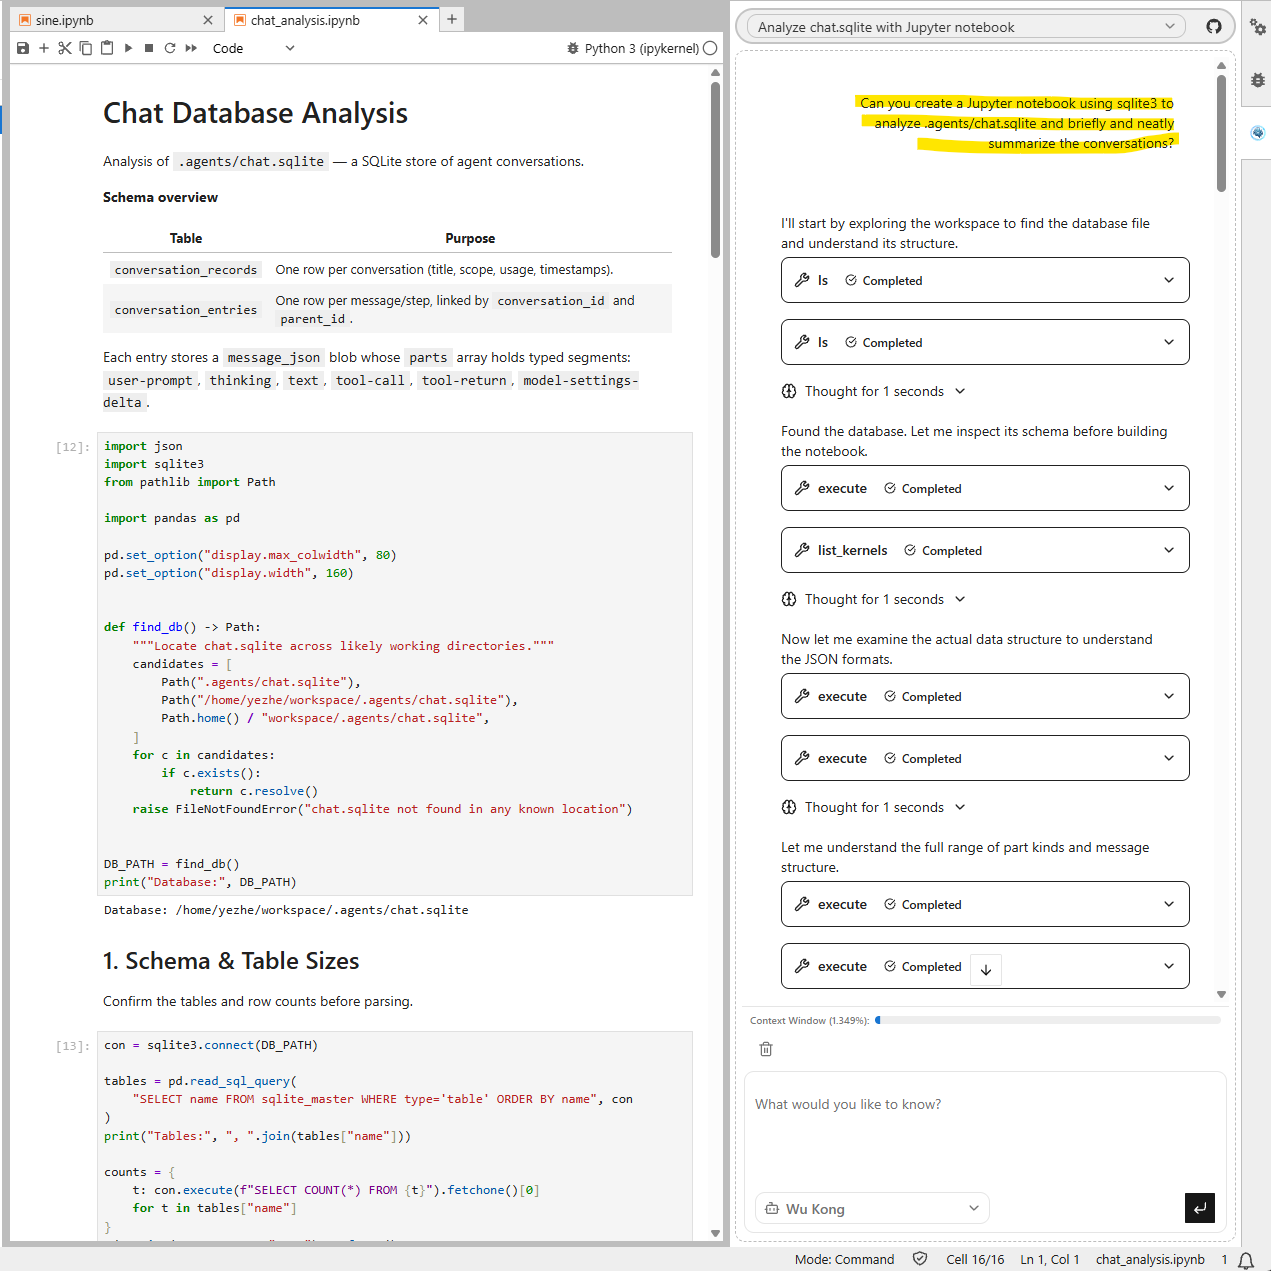 sine.ipynb
chat_analysis.ipynb
Code
Python 3 (ipykernel)
Chat Database Analysis
Analysis of .agents/chat.sqlite — a SQLite store of agent conversations.
Schema overview
Table Purpose
conversation_records One row per conversation (title, scope, usage, timestamps).
conversation_entries One row per message/step, linked by conversation_id and
parent_id .
Each entry stores a message_json blob whose parts array holds typed segments:
user-prompt , thinking , text , tool-call , tool-return , model-settings-
delta .
[12]:
import json
import sqlite3
from pathlib import Path
import pandas as pd
pd.set_option("display.max_colwidth", 80)
pd.set_option("display.width", 160)
def find_db() -> Path:
    """Locate chat.sqlite across likely working directories."""
    candidates = [
        Path(".agents/chat.sqlite"),
        Path("/home/yezhe/workspace/.agents/chat.sqlite"),
        Path.home() / "workspace/.agents/chat.sqlite",
    ]
    for c in candidates:
        if c.exists():
            return c.resolve()
    raise FileNotFoundError("chat.sqlite not found in any known location")
DB_PATH = find_db()
print("Database:", DB_PATH)
Database: /home/yezhe/workspace/.agents/chat.sqlite
1. Schema & Table Sizes
Confirm the tables and row counts before parsing.
[13]:
con = sqlite3.connect(DB_PATH)
tables = pd.read_sql_query(
    "SELECT name FROM sqlite_master WHERE type='table' ORDER BY name", con
)
print("Tables:", ", ".join(tables["name"]))
counts = {
    t: con.execute(f"SELECT COUNT(*) FROM {t}").fetchone()[0]
    for t in tables["name"]
}
Analyze chat.sqlite with Jupyter notebook
Can you create a Jupyter notebook using sqlite3 to
analyze .agents/chat.sqlite and briefly and neatly
summarize the conversations?
I'll start by exploring the workspace to find the database file
and understand its structure.
ls Completed
ls Completed
Thought for 1 seconds
Found the database. Let me inspect its schema before building
the notebook.
execute Completed
list_kernels Completed
Thought for 1 seconds
Now let me examine the actual data structure to understand
the JSON formats.
execute Completed
execute Completed
Thought for 1 seconds
Let me understand the full range of part kinds and message
structure.
execute Completed
execute Completed
Context Window (1.349%):
What would you like to know?
Wu Kong
Mode: Command Cell 16/16 Ln 1, Col 1 chat_analysis.ipynb 1